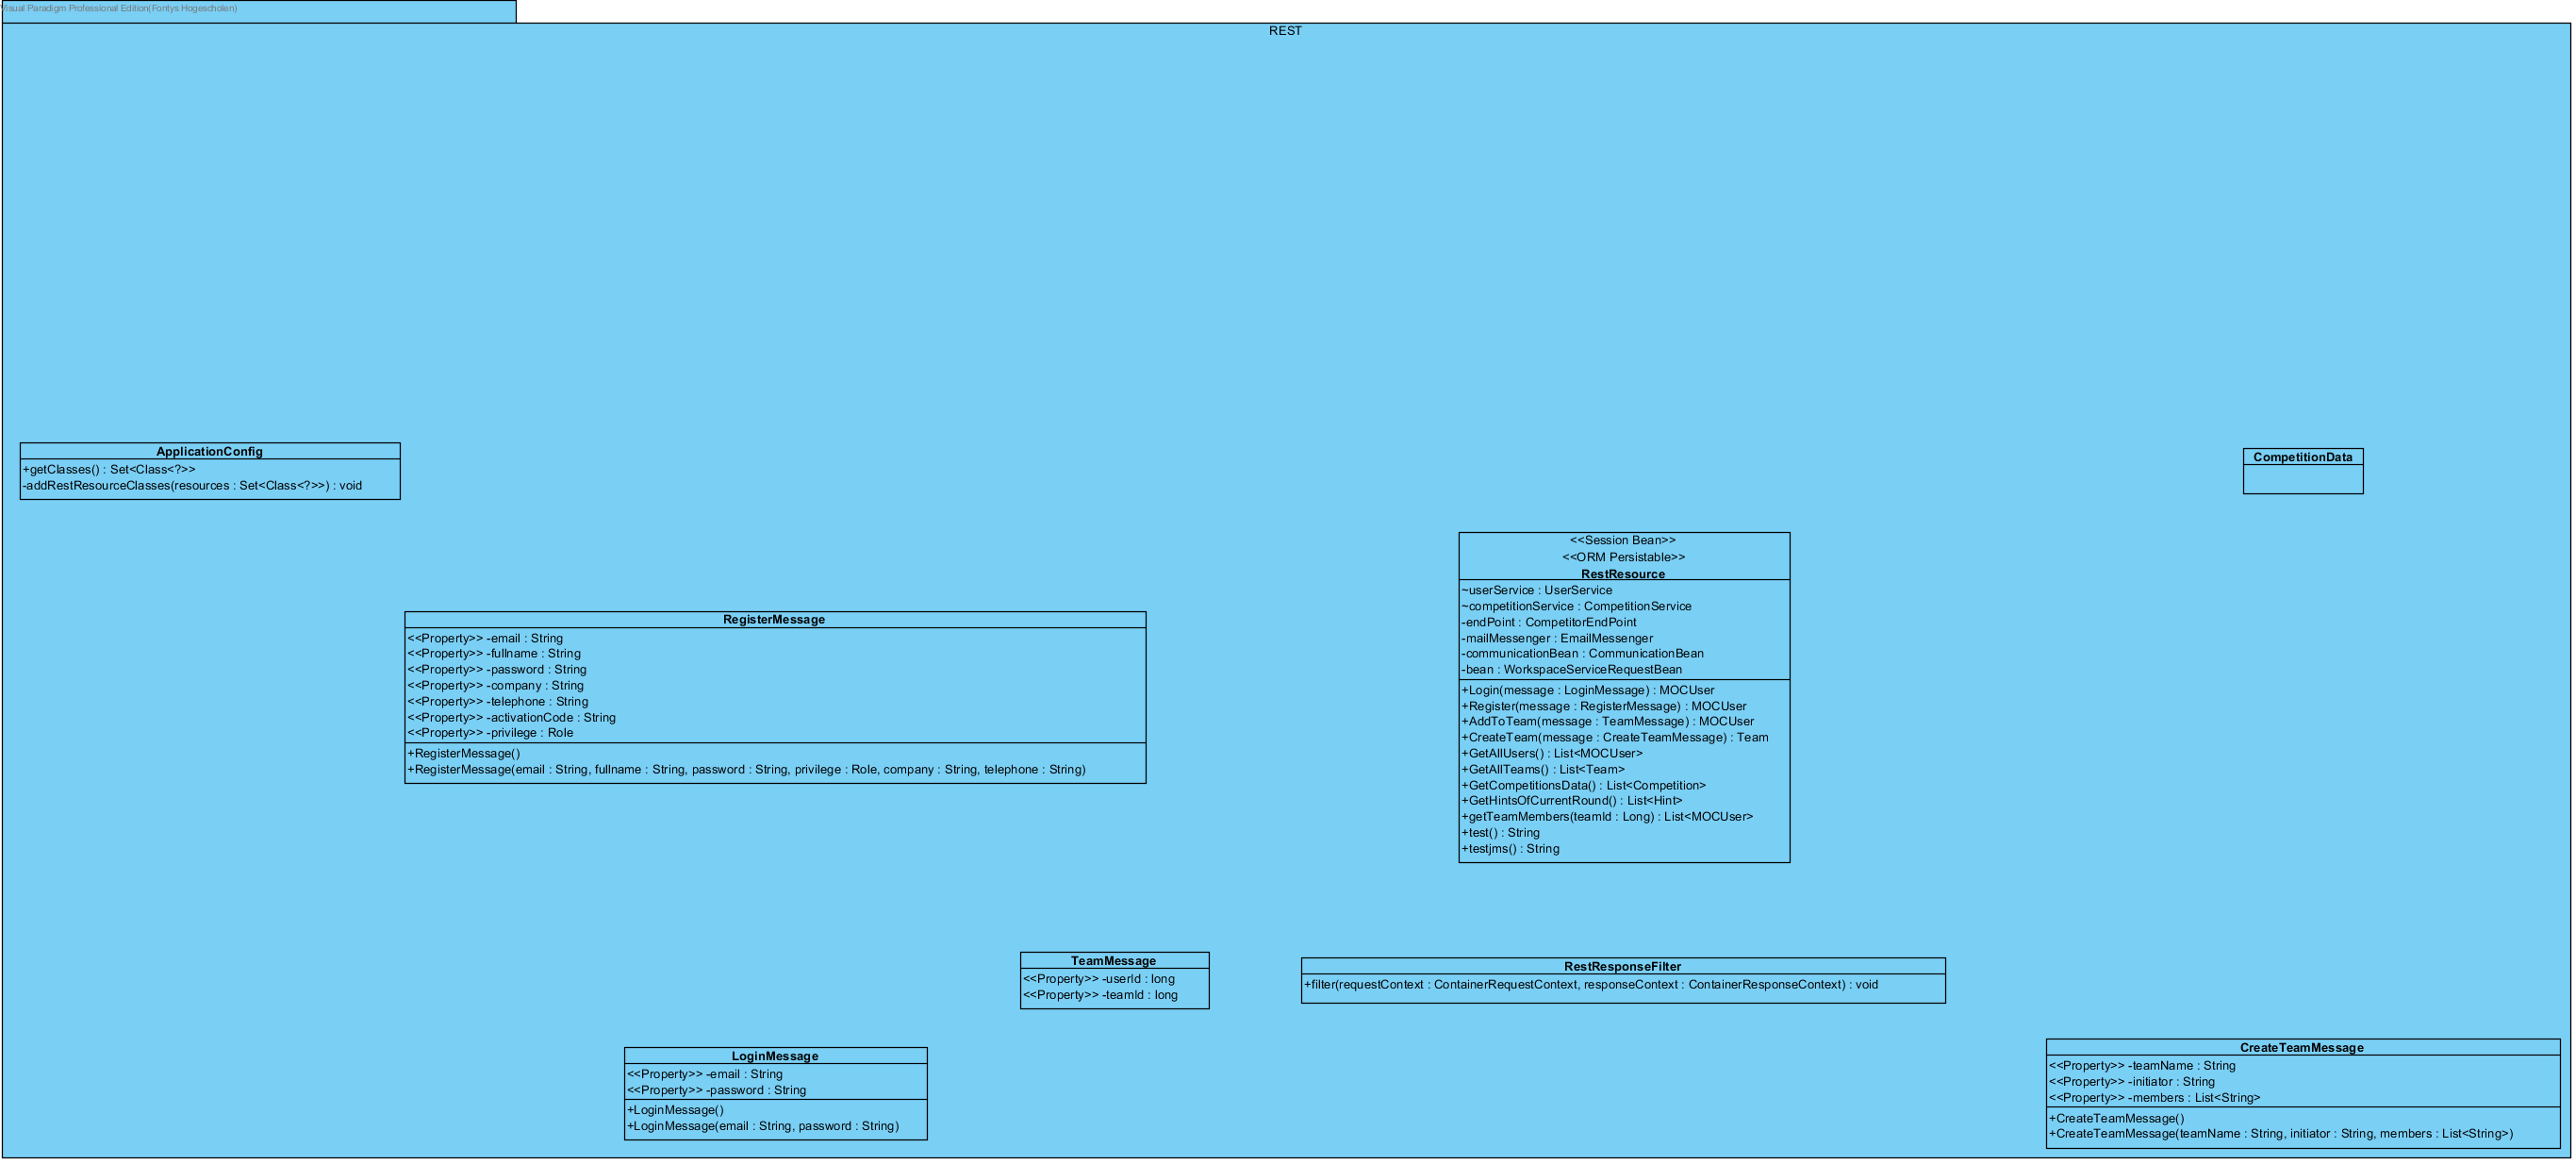 Visual Paradigm Professional Edition(Fontys Hogescholen)
REST
ApplicationConfig
+getClasses() : Set<Class<?>>
-addRestResourceClasses(resources : Set<Class<?>>) : void
CompetitionData
<<Session Bean>>
<<ORM Persistable>>
RestResource
~userService : UserService
~competitionService : CompetitionService
-endPoint : CompetitorEndPoint
-mailMessenger : EmailMessenger
-communicationBean : CommunicationBean
-bean : WorkspaceServiceRequestBean
+Login(message : LoginMessage) : MOCUser
+Register(message : RegisterMessage) : MOCUser
+AddToTeam(message : TeamMessage) : MOCUser
+CreateTeam(message : CreateTeamMessage) : Team
+GetAllUsers() : List<MOCUser>
+GetAllTeams() : List<Team>
+GetCompetitionsData() : List<Competition>
+GetHintsOfCurrentRound() : List<Hint>
+getTeamMembers(teamId : Long) : List<MOCUser>
+test() : String
+testjms() : String
RegisterMessage
<<Property>> -email : String
<<Property>> -fullname : String
<<Property>> -password : String
<<Property>> -company : String
<<Property>> -telephone : String
<<Property>> -activationCode : String
<<Property>> -privilege : Role
+RegisterMessage()
+RegisterMessage(email : String, fullname : String, password : String, privilege : Role, company : String, telephone : String)
TeamMessage
<<Property>> -userId : long
<<Property>> -teamId : long
RestResponseFilter
+filter(requestContext : ContainerRequestContext, responseContext : ContainerResponseContext) : void
LoginMessage
<<Property>> -email : String
<<Property>> -password : String
+LoginMessage()
+LoginMessage(email : String, password : String)
CreateTeamMessage
<<Property>> -teamName : String
<<Property>> -initiator : String
<<Property>> -members : List<String>
+CreateTeamMessage()
+CreateTeamMessage(teamName : String, initiator : String, members : List<String>)